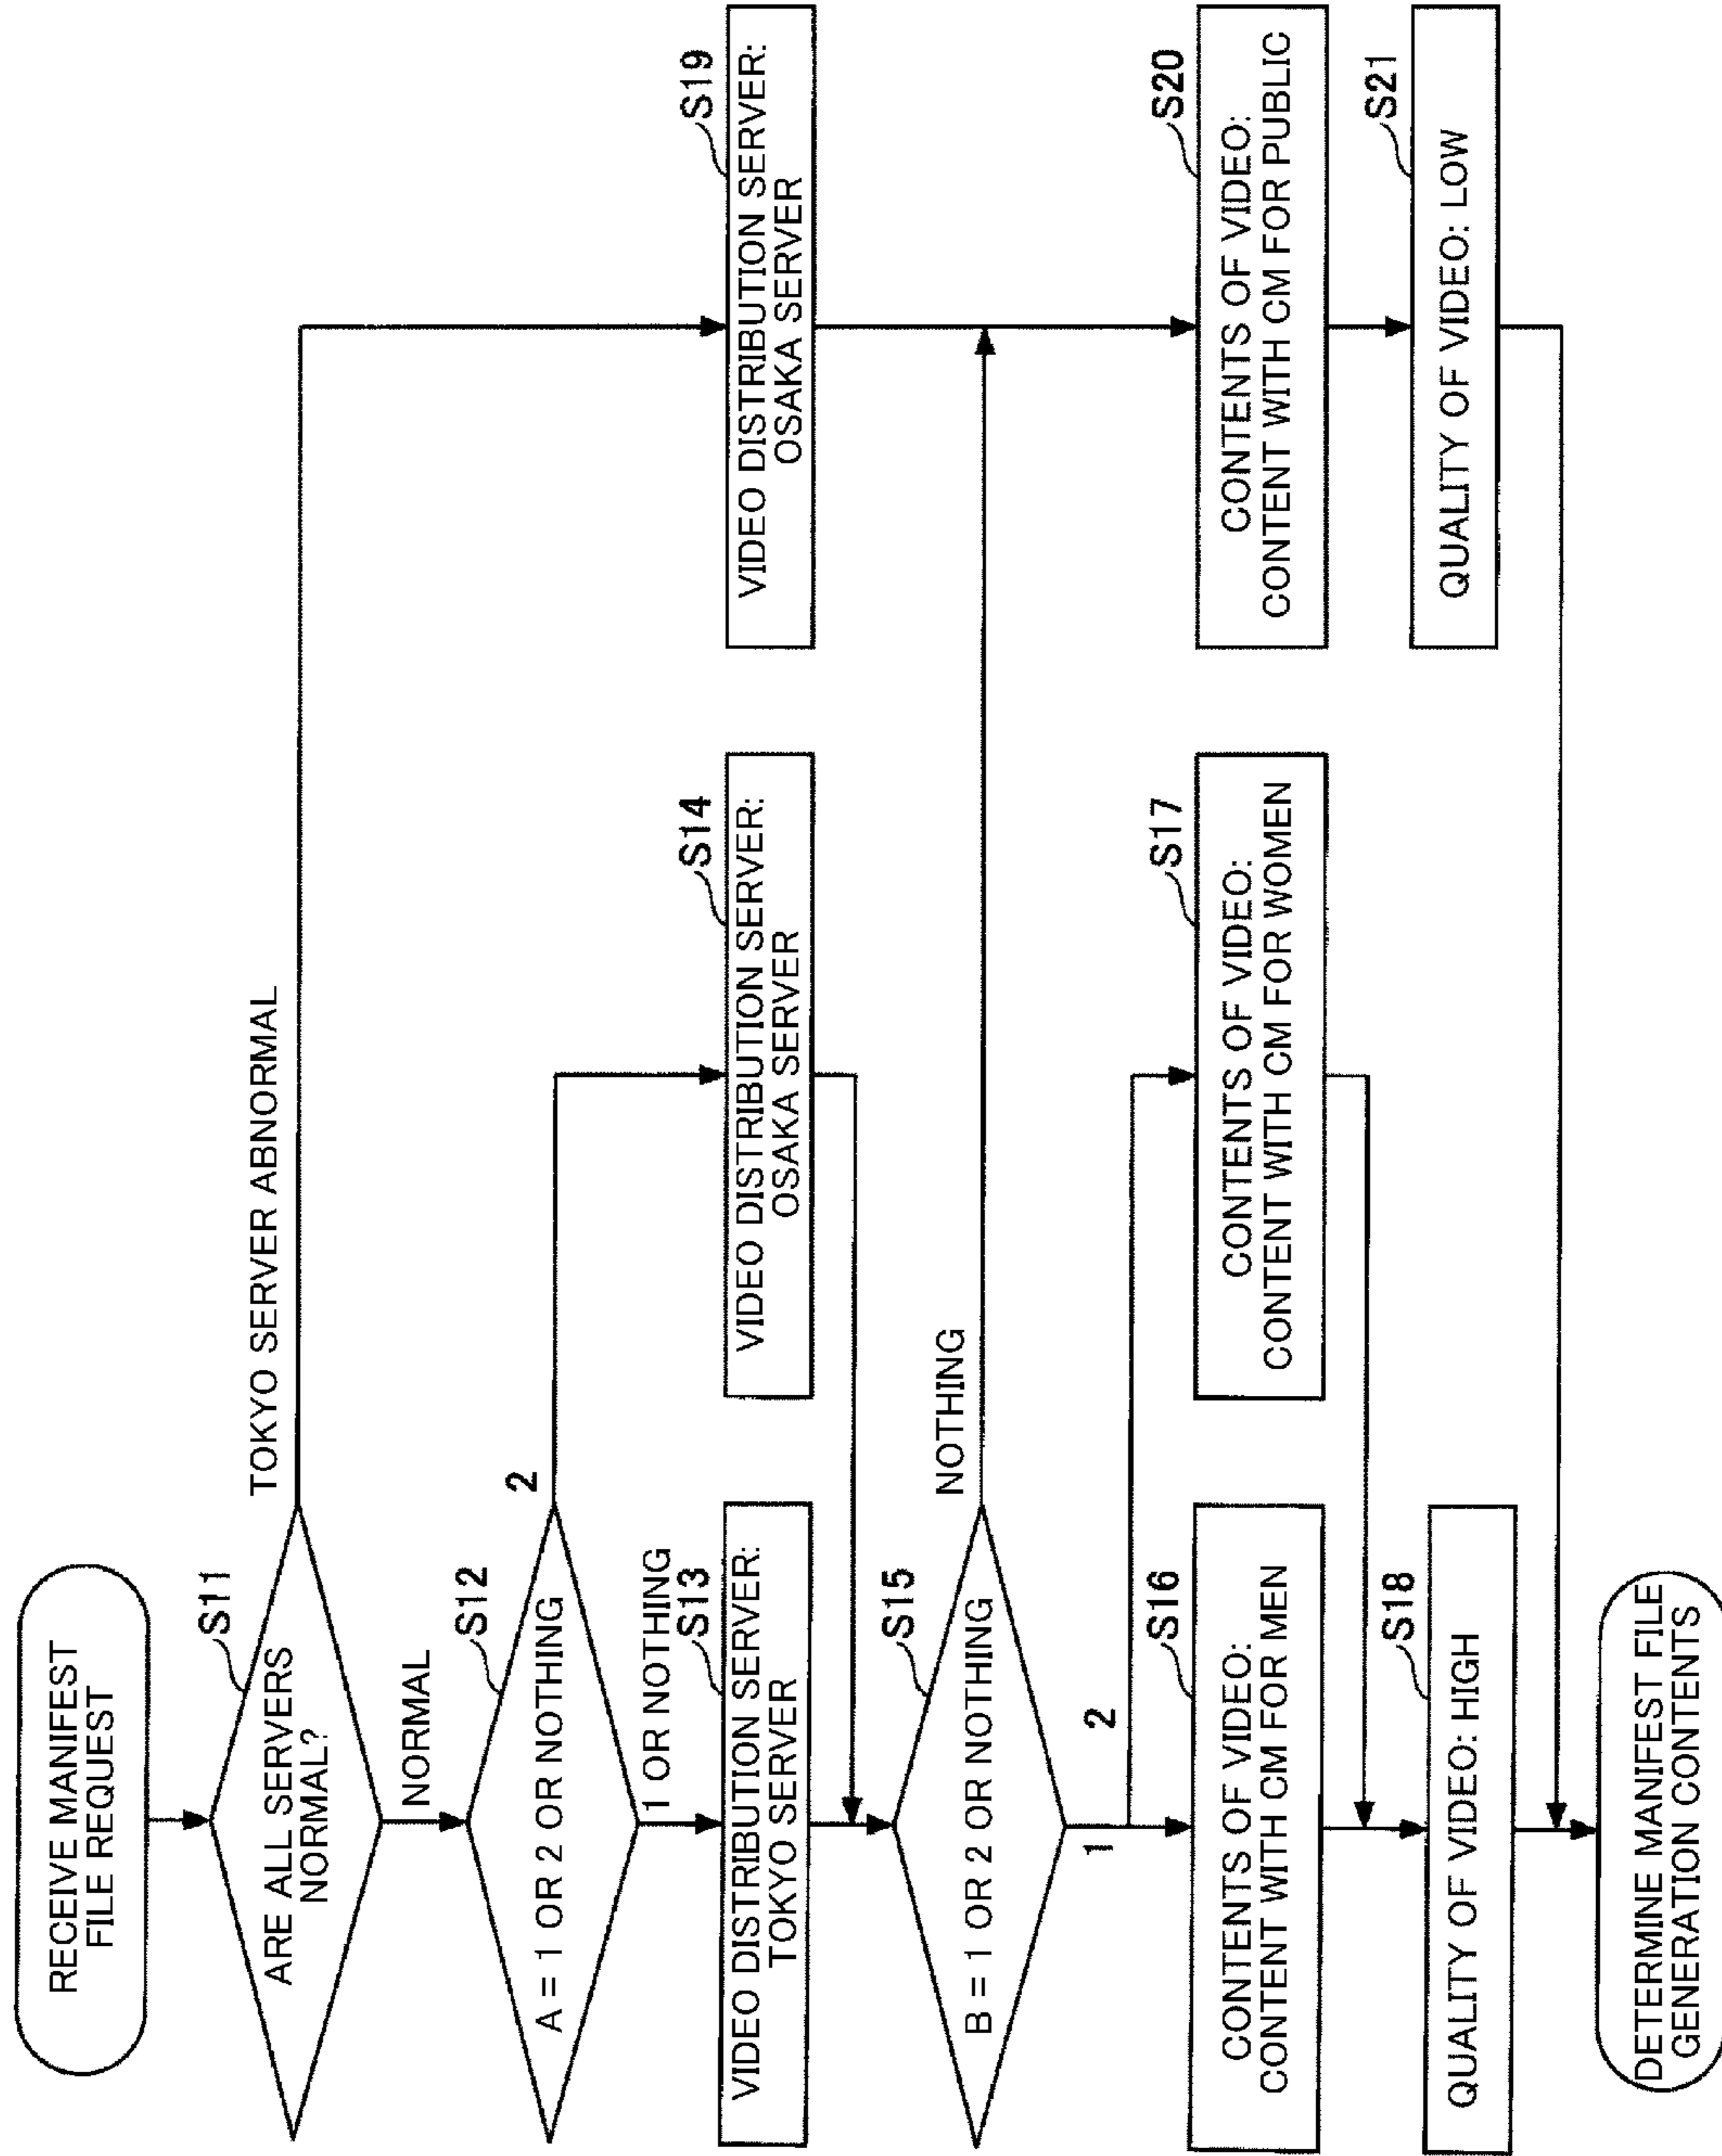 RECEIVE MANIFEST
FILE REQUEST
S11
ARE ALL SERVERS
NORMAL?
TOKYO SERVER ABNORMAL
NORMAL
S12
A = 1 OR 2 OR NOTHING
2
1 OR NOTHING
S13
VIDEO DISTRIBUTION SERVER:
TOKYO SERVER
S14
VIDEO DISTRIBUTION SERVER:
OSAKA SERVER
S19
VIDEO DISTRIBUTION SERVER:
OSAKA SERVER
S15
B = 1 OR 2 OR NOTHING
NOTHING
1
2
S16
CONTENTS OF VIDEO:
CONTENT WITH CM FOR MEN
S17
CONTENTS OF VIDEO:
CONTENT WITH CM FOR WOMEN
S20
CONTENTS OF VIDEO:
CONTENT WITH CM FOR PUBLIC
S18
QUALITY OF VIDEO: HIGH
S21
QUALITY OF VIDEO: LOW
DETERMINE MANIFEST FILE
GENERATION CONTENTS